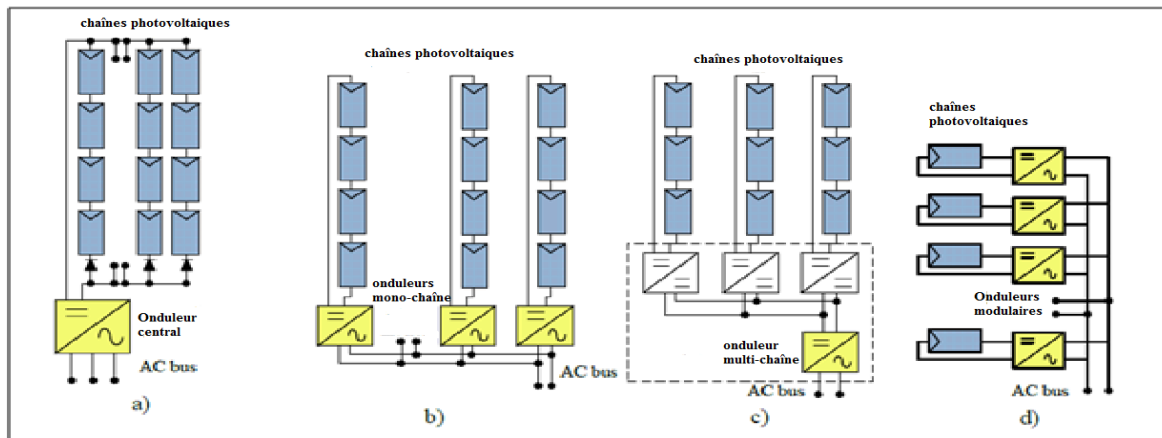 chaînes photovoltaiques
Onduleur
central
AC bus
a)
chaînes photovoltaiques
onduleurs
mono-chaîne
AC bus
b)
chaînes photovoltaiques
onduleur
multi-chaîne
AC bus
c)
chaînes
photovoltaiques
Onduleurs
modulaires
AC bus
d)